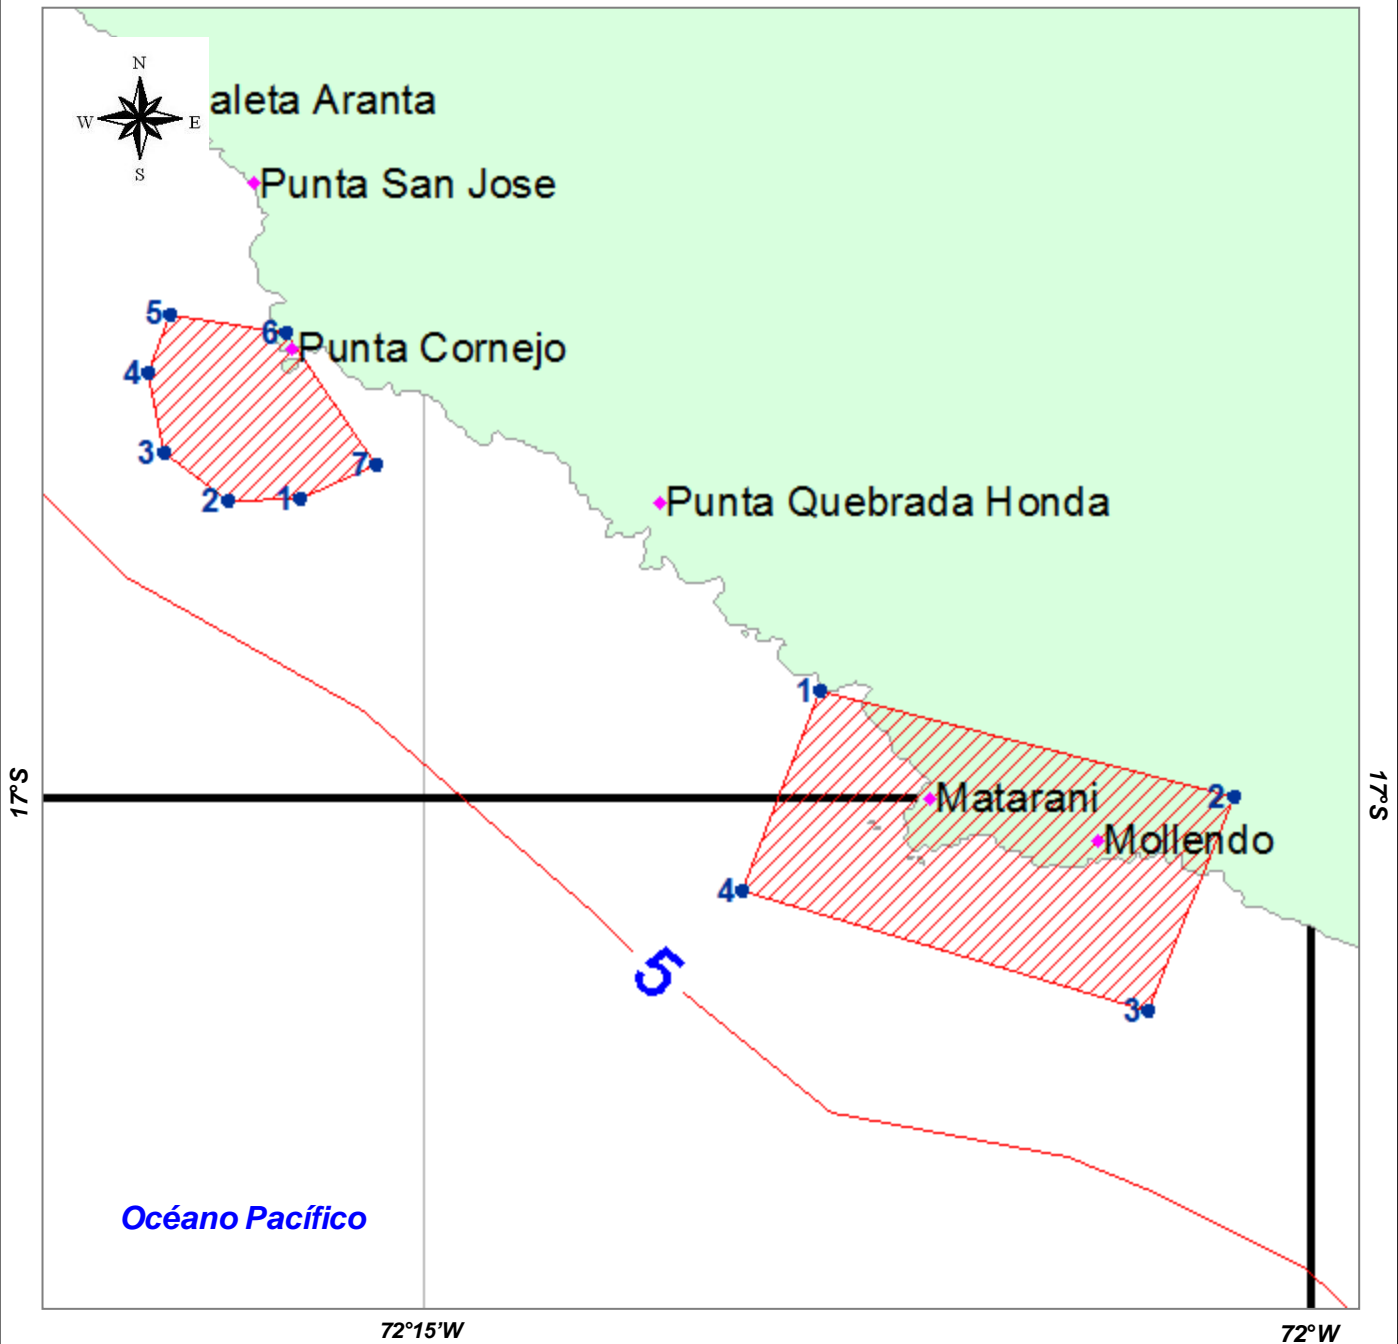 N
W E
S
aleta Aranta
Punta San Jose
5
6
Punta Cornejo
4
3
7
2
1
Punta Quebrada Honda
1
17°S
17°S
2
Matarani
Mollendo
4
5
3
Océano Pacífico
72°15'W
72°W